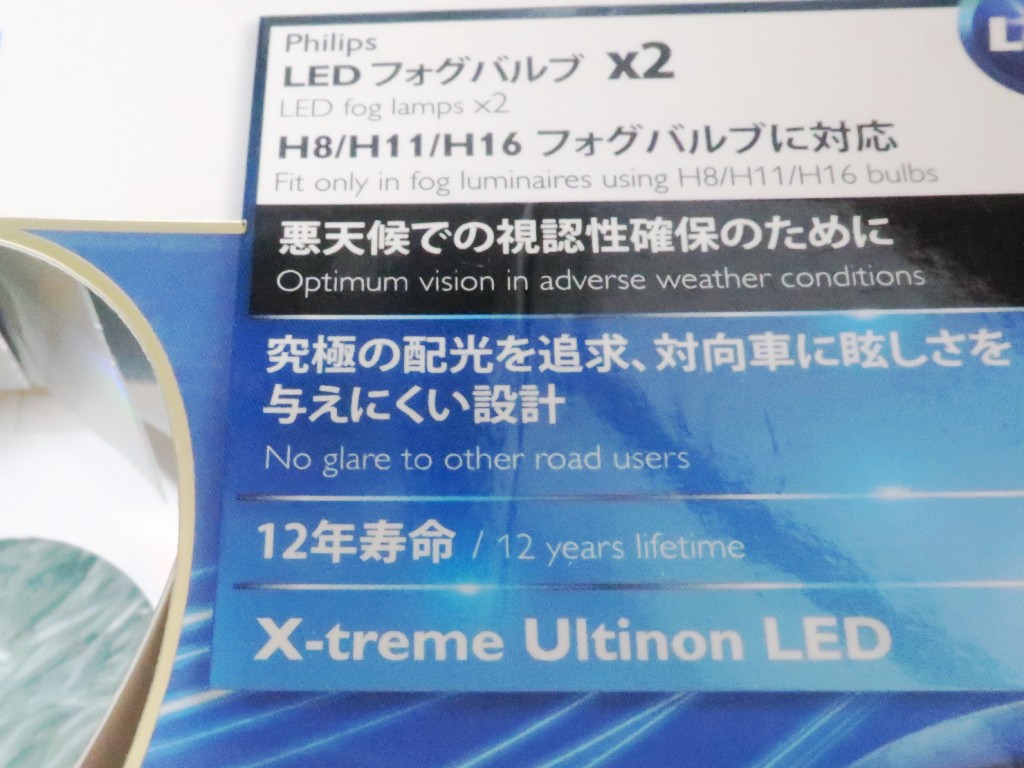 Philips
LED フォグバルブ x2
LED fog lamps x2
H8/H11/H16 フォグバルブに対応
Fit only in fog luminaires using H8/H11/H16 bulbs
悪天候での視認性確保のために
Optimum vision in adverse weather conditions
究極の配光を追求、対向車に眩しさを
与えにくい設計
No glare to other road users
12年寿命 / 12 years lifetime
X-treme Ultinon LED